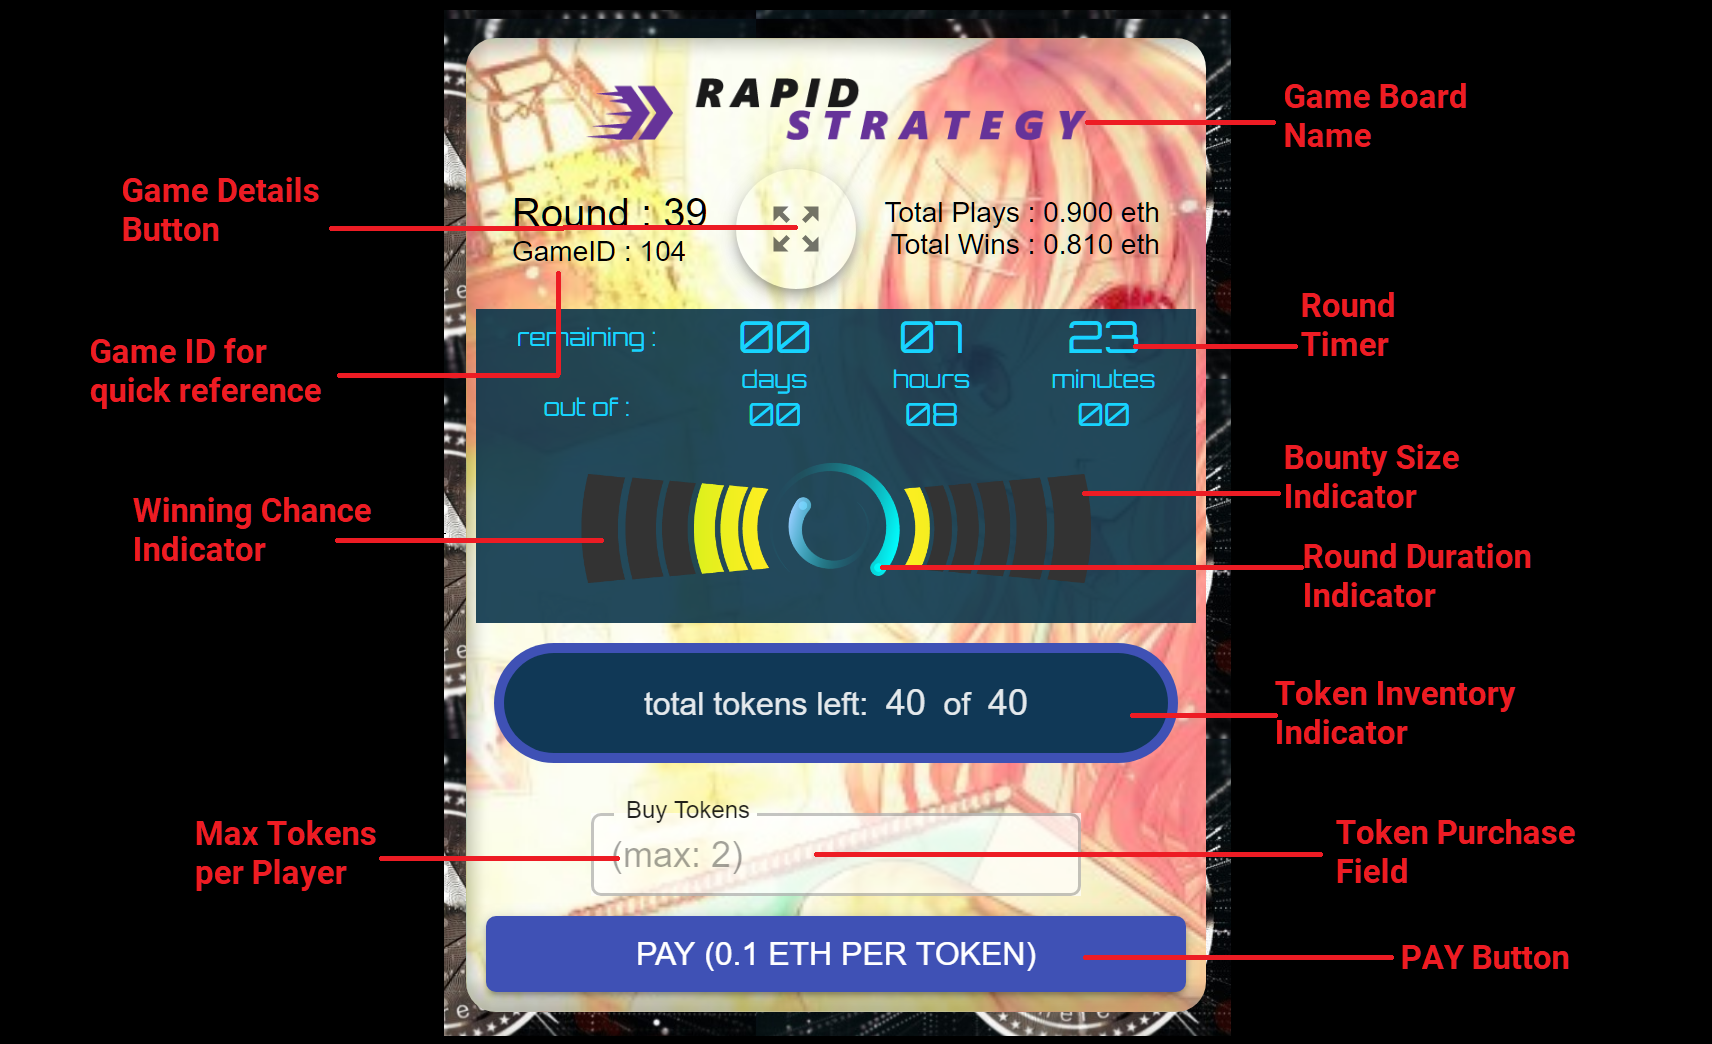 RAPID
STRATEGY
Game Board
Name
Game Details
Button
Round : 39
GameID : 104
Total Plays : 0.900 eth
Total Wins : 0.810 eth
Game ID for
quick reference
remaining : 00 07 23
days hours minutes
out of : 00 08 00
Round
Timer
Winning Chance
Indicator
Bounty Size
Indicator
Round Duration
Indicator
total tokens left: 40 of 40
Token Inventory
Indicator
Max Tokens
per Player
Buy Tokens
(max: 2)
Token Purchase
Field
PAY (0.1 ETH PER TOKEN)
PAY Button